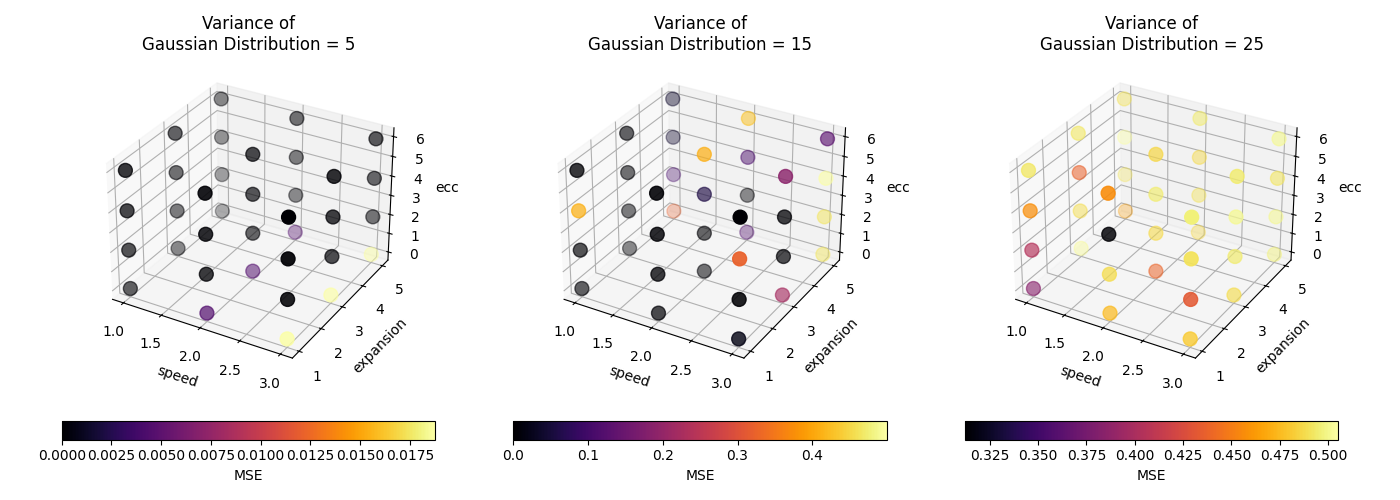 Variance of
Gaussian Distribution = 5
6
5
4
3
2
1
0
ecc
1.0
1.5
2.0
2.5
3.0
speed
1
2
3
4
5
expansion
0.0000 0.0025 0.0050 0.0075 0.0100 0.0125 0.0150 0.0175
MSE
Variance of
Gaussian Distribution = 15
6
5
4
3
2
1
0
ecc
1.0
1.5
2.0
2.5
3.0
speed
1
2
3
4
5
expansion
0.0 0.1 0.2 0.3 0.4
MSE
Variance of
Gaussian Distribution = 25
6
5
4
3
2
1
0
ecc
1.0
1.5
2.0
2.5
3.0
speed
1
2
3
4
5
expansion
0.325 0.350 0.375 0.400 0.425 0.450 0.475 0.500
MSE